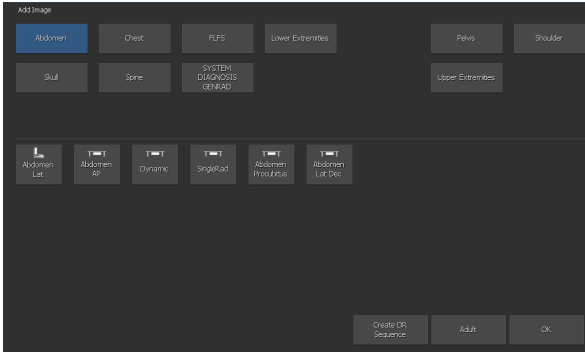 Add Image
Abdomen
Chest
FLFS
Lower Extremities
Pelvis
Shoulder
Skull
Spine
SYSTEM
DIAGNOSIS
GENRAD
Upper Extremities
Abdomen
Lat
Abdomen
AP
Dynamic
SingleRad
Abdomen
Procubitus
Abdomen
Lat Dec
Create DR
Sequence
Adult
OK